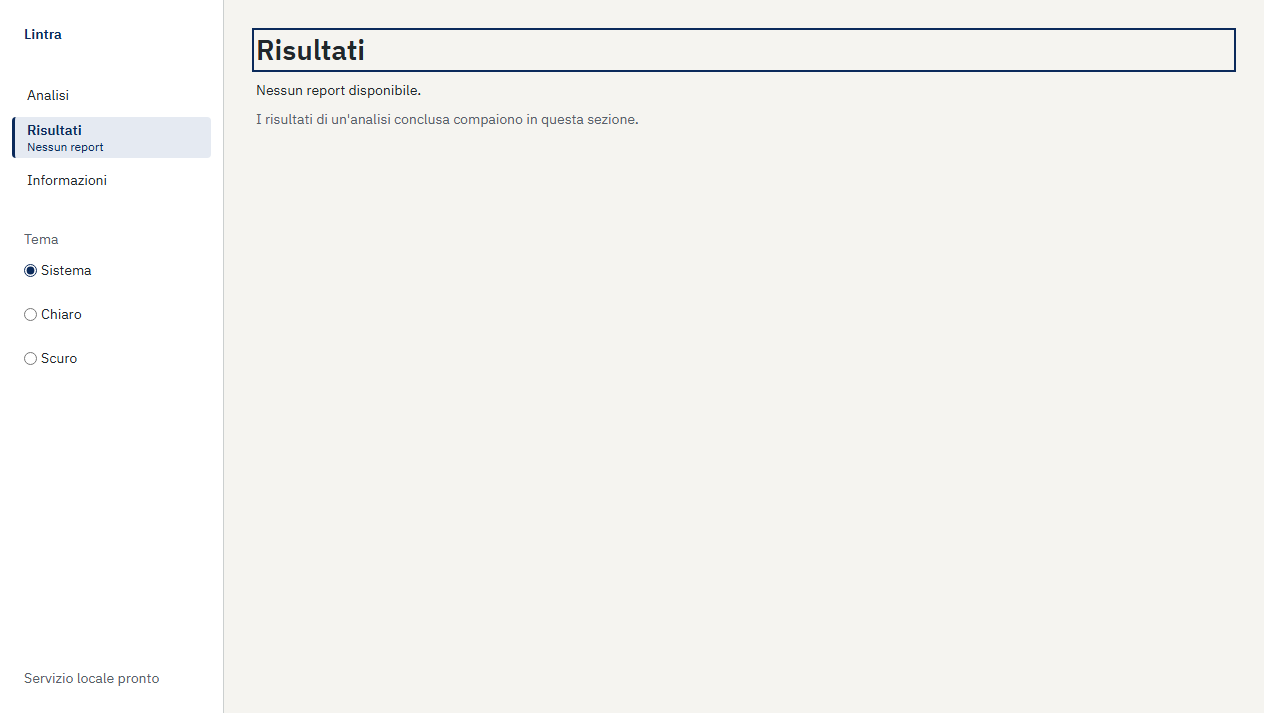 Lintra
Analisi
Risultati
Nessun report
Informazioni
Tema
Sistema
Chiaro
Scuro
Servizio locale pronto
Risultati
Nessun report disponibile.
I risultati di un'analisi conclusa compaiono in questa sezione.